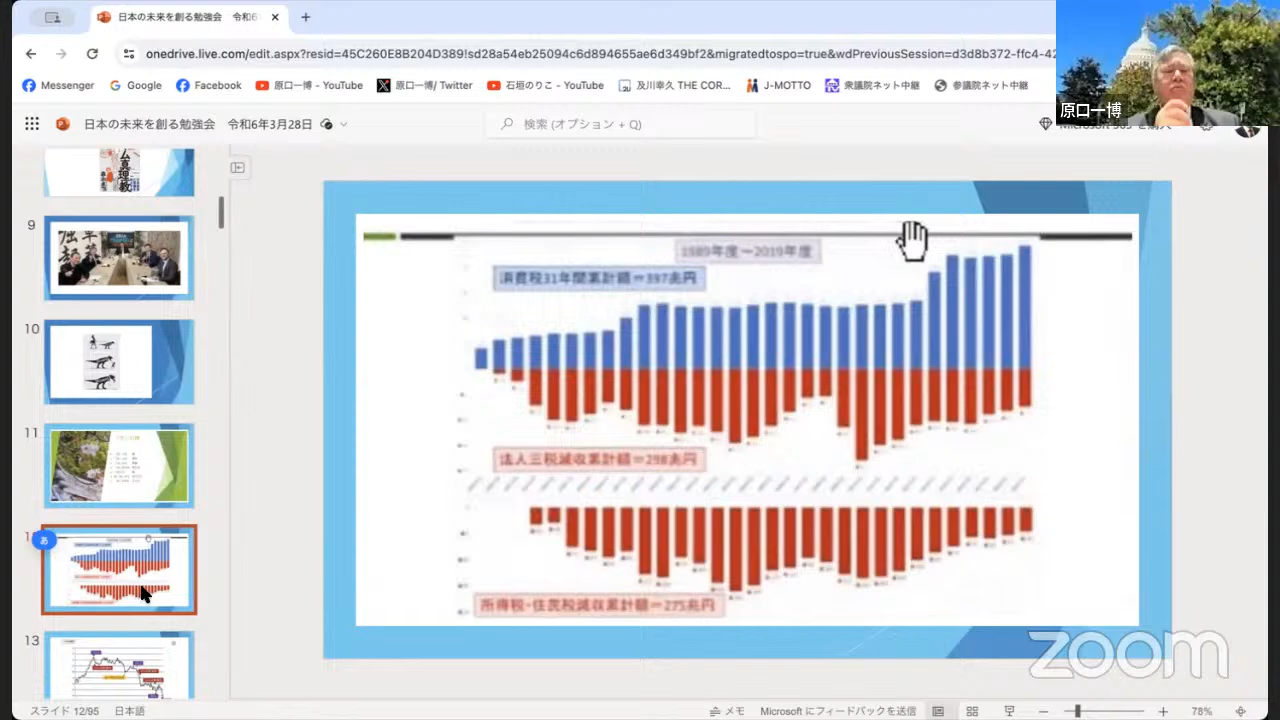 日本の未来を創る勉強会 令和6
onedrive.live.com/edit.aspx?resid=45C260E8B204D389!sd28a54eb25094c6d894655ae6d349bf2&migratedtospo=true&wdPreviousSession=d3d8b372-ffc4-42
Messenger Google Facebook 原口一博 - YouTube 原口一博/ Twitter 石垣のりこ - YouTube 及川幸久 THE COR... J-MOTTO 衆議院ネット中継 参議院ネット中継
原口一博
日本の未来を創る勉強会 令和6年3月28日
検索 (オプション + Q)
9
10
11
あ
13
1989年度～2019年度
消費税31年間累計額＝397兆円
法人三税減収累計額＝298兆円
所得税・住民税減収累計額＝275兆円
zoom
スライド 12/95 日本語
メモ Microsoft にフィードバックを送信 78%